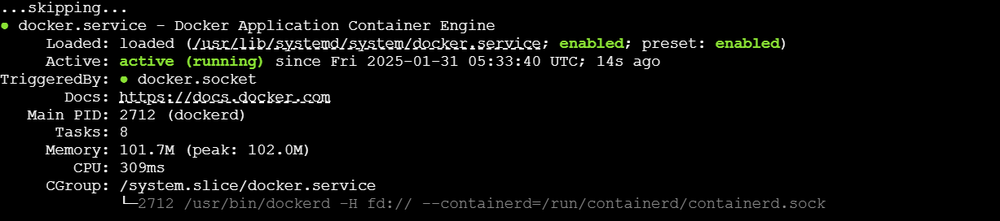 ...skipping...
● docker.service - Docker Application Container Engine
Loaded: loaded (/usr/lib/systemd/system/docker.service; enabled; preset: enabled)
Active: active (running) since Fri 2025-01-31 05:33:40 UTC; 14s ago
TriggeredBy: ● docker.socket
Docs: https://docs.docker.com
Main PID: 2712 (dockerd)
Tasks: 8
Memory: 101.7M (peak: 102.0M)
CPU: 309ms
CGroup: /system.slice/docker.service
└─2712 /usr/bin/dockerd -H fd:// --containerd=/run/containerd/containerd.sock